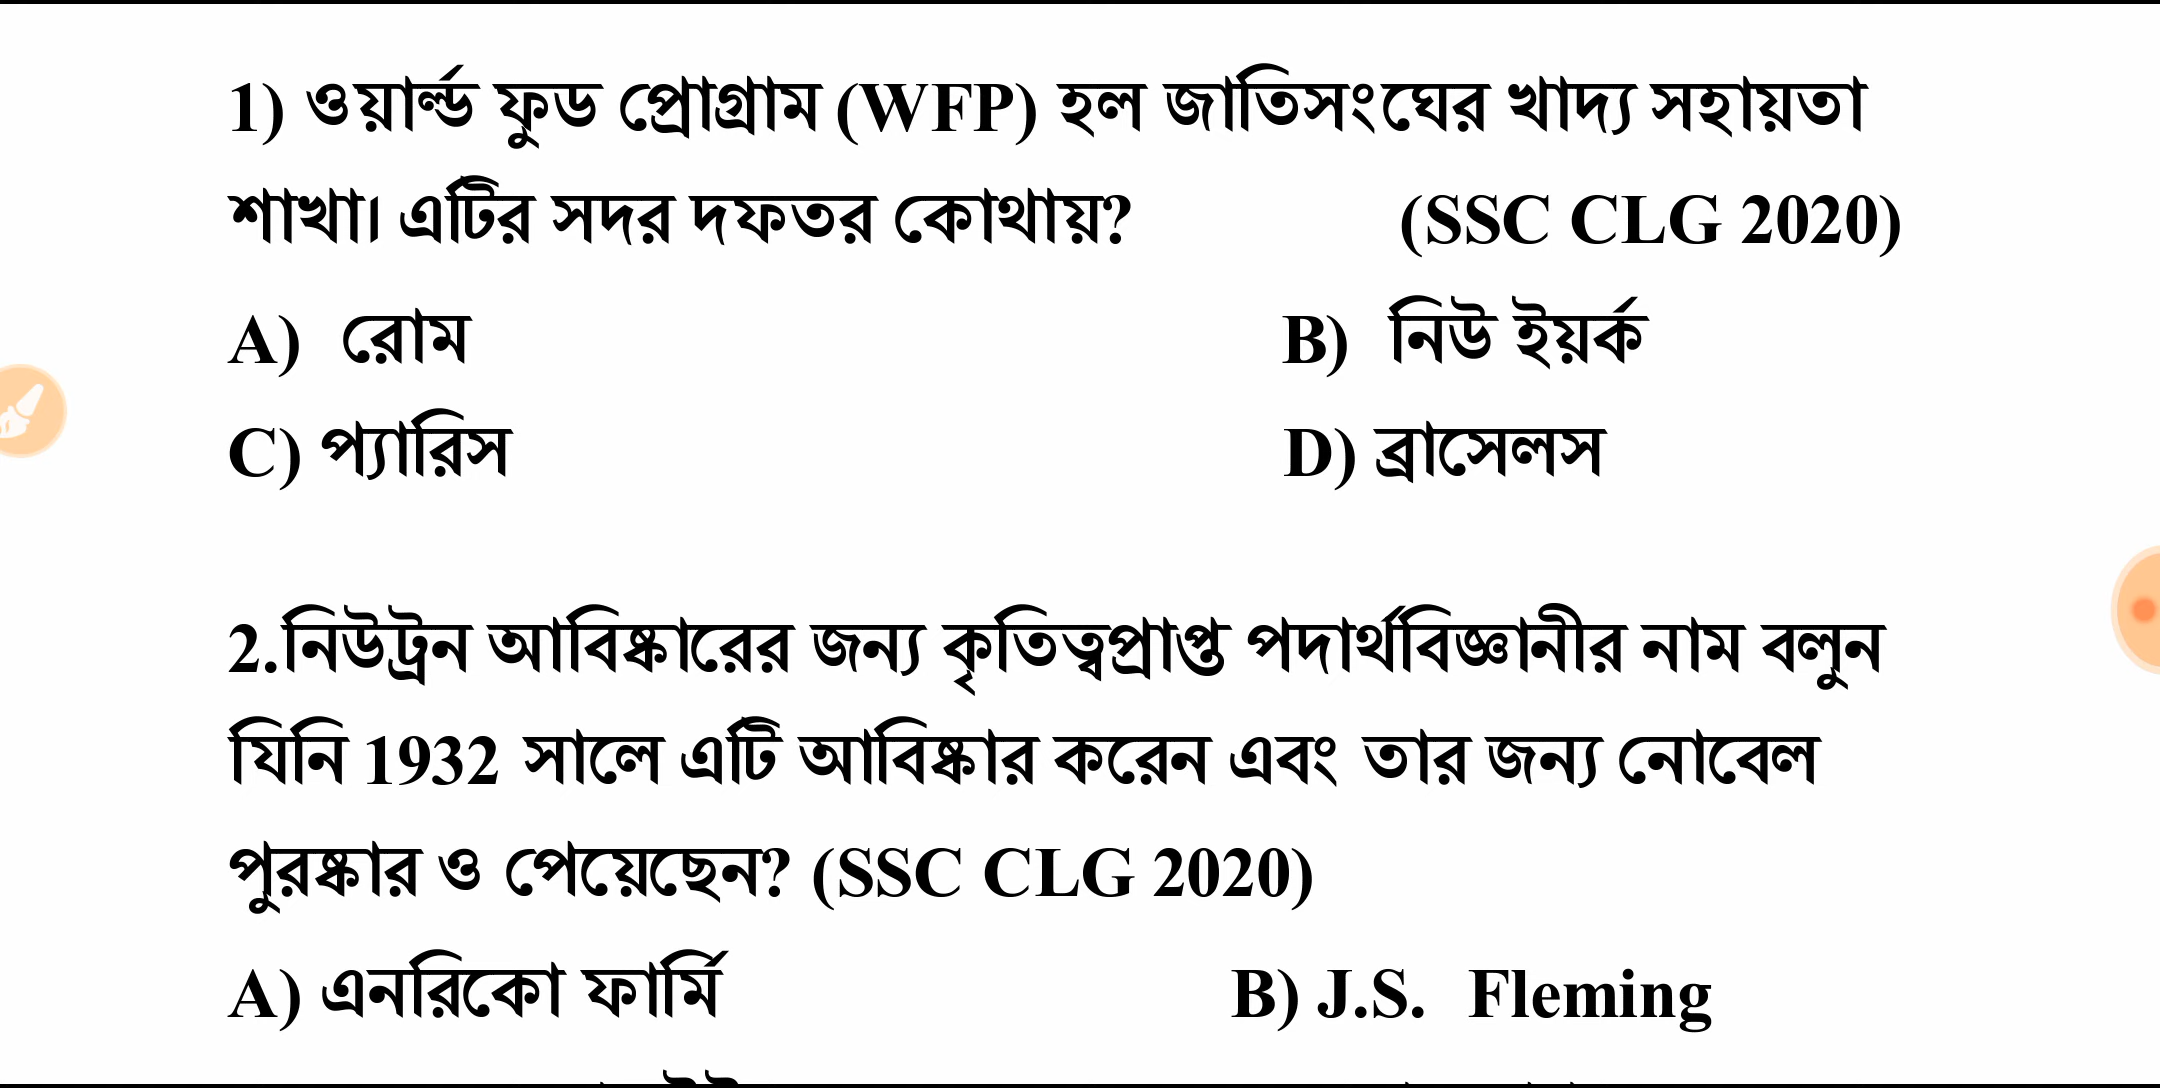 1) ওয়ার্ল্ড ফুড প্রোগ্রাম (WFP) হল জাতিসংঘের খাদ্য সহায়তা
শাখা। এটির সদর দফতর কোথায়? (SSC CLG 2020)
A) রোম B) নিউ ইয়র্ক
C) প্যারিস D) ব্রাসেলস
2.নিউট্রন আবিষ্কারের জন্য কৃতিত্বপ্রাপ্ত পদার্থবিজ্ঞানীর নাম বলুন
যিনি 1932 সালে এটি আবিষ্কার করেন এবং তার জন্য নোবেল
পুরষ্কার ও পেয়েছেন? (SSC CLG 2020)
A) এনরিকো ফার্মি B) J.S. Fleming